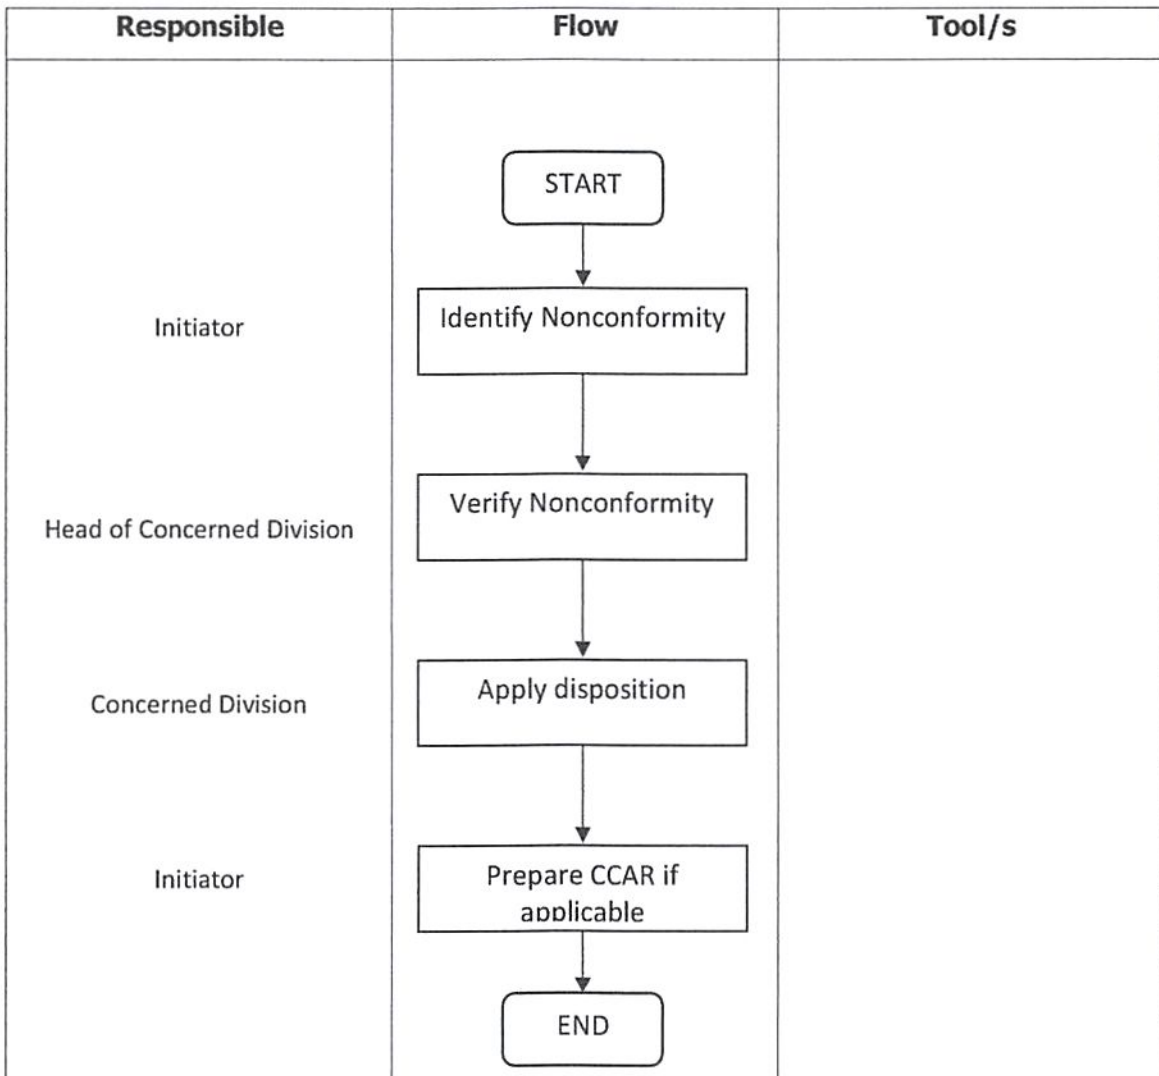 Responsible Flow Tool/s
START
Initiator
Identify Nonconformity
Head of Concerned Division
Verify Nonconformity
Concerned Division
Apply disposition
Initiator
Prepare CCAR if
applicable
END